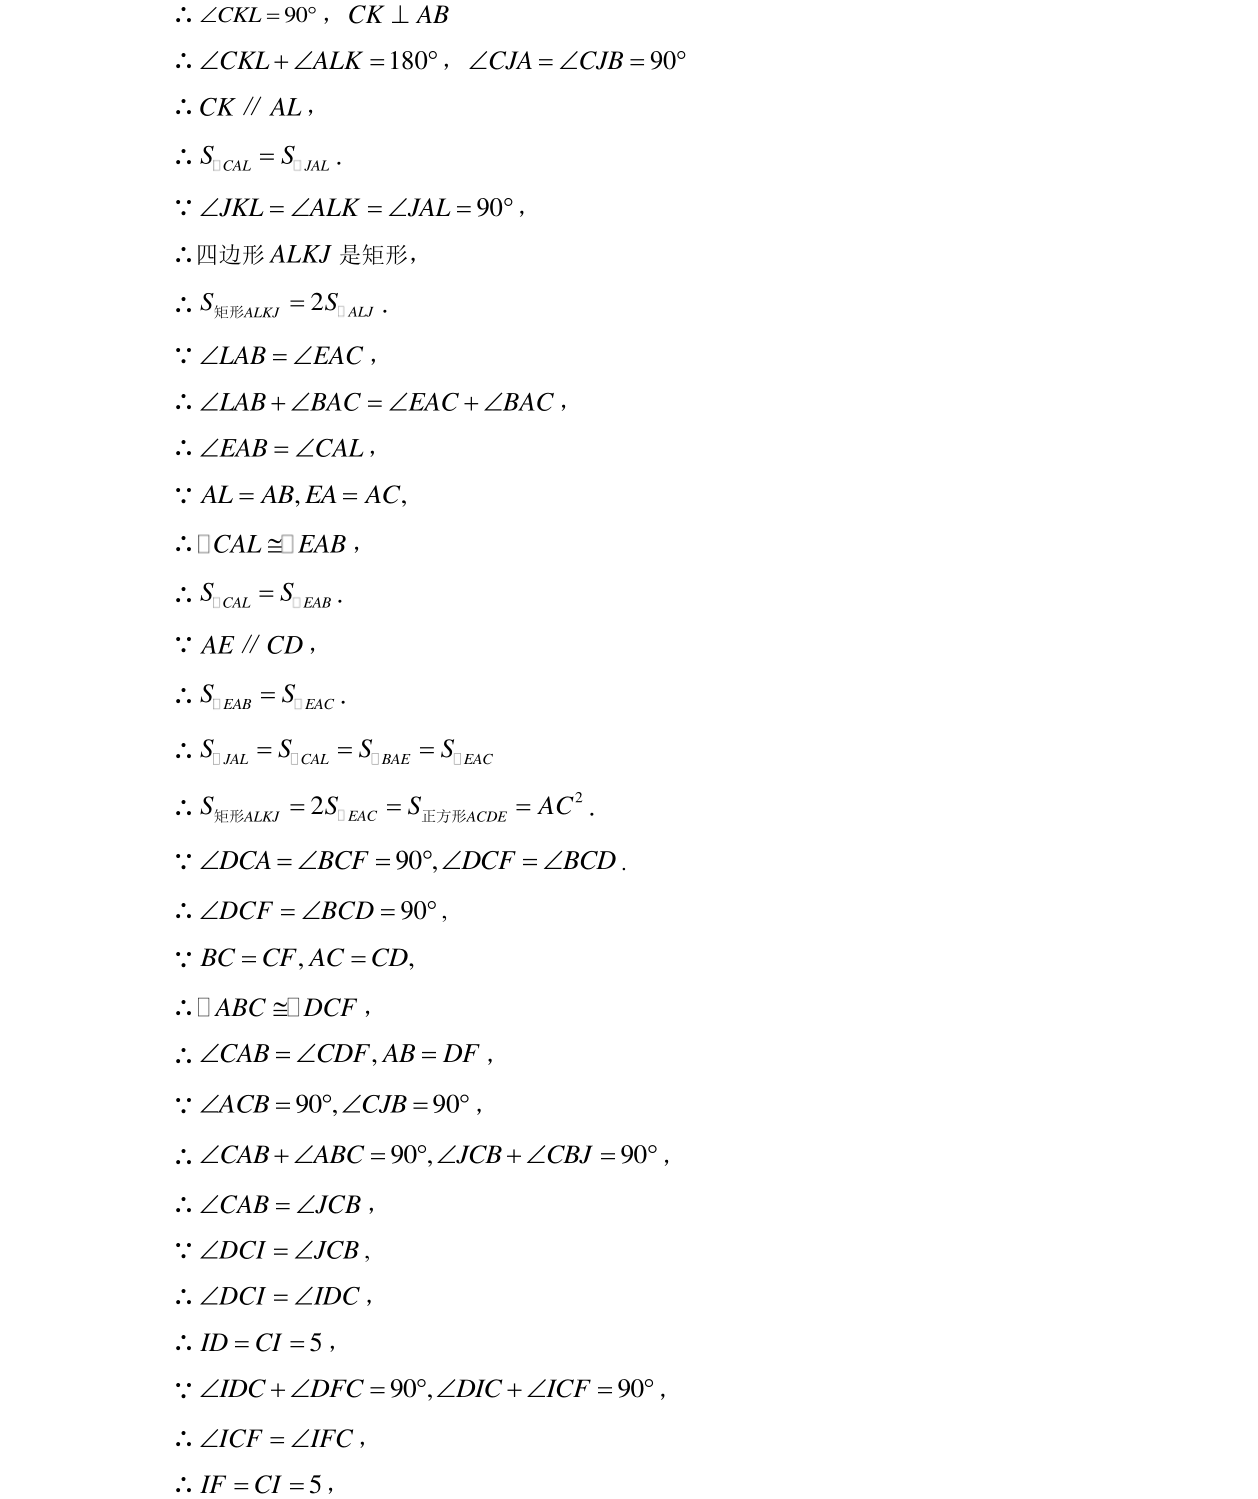 ∴ ∠CKL = 90°, CK ⊥ AB
∴ ∠CKL + ∠ALK = 180°, ∠CJA = ∠CJB = 90°
∴ CK // AL,
∴ S□CAL = S□JAL .
∵ ∠JKL = ∠ALK = ∠JAL = 90°,
∴四边形 ALKJ 是矩形,
∴ S矩形ALKJ = 2S□ALJ .
∵ ∠LAB = ∠EAC,
∴ ∠LAB + ∠BAC = ∠EAC + ∠BAC,
∴ ∠EAB = ∠CAL,
∵ AL = AB, EA = AC,
∴ □CAL ≅ □EAB,
∴ S□CAL = S□EAB .
∵ AE // CD,
∴ S□EAB = S□EAC .
∴ S□JAL = S□CAL = S□BAE = S□EAC
∴ S矩形ALKJ = 2S□EAC = S正方形ACDE = AC² .
∵ ∠DCA = ∠BCF = 90°, ∠DCF = ∠BCD .
∴ ∠DCF = ∠BCD = 90°,
∵ BC = CF, AC = CD,
∴ □ABC ≅ □DCF,
∴ ∠CAB = ∠CDF, AB = DF,
∵ ∠ACB = 90°, ∠CJB = 90°,
∴ ∠CAB + ∠ABC = 90°, ∠JCB + ∠CBJ = 90°,
∴ ∠CAB = ∠JCB,
∵ ∠DCI = ∠JCB,
∴ ∠DCI = ∠IDC,
∴ ID = CI = 5,
∵ ∠IDC + ∠DFC = 90°, ∠DIC + ∠ICF = 90°,
∴ ∠ICF = ∠IFC,
∴ IF = CI = 5,